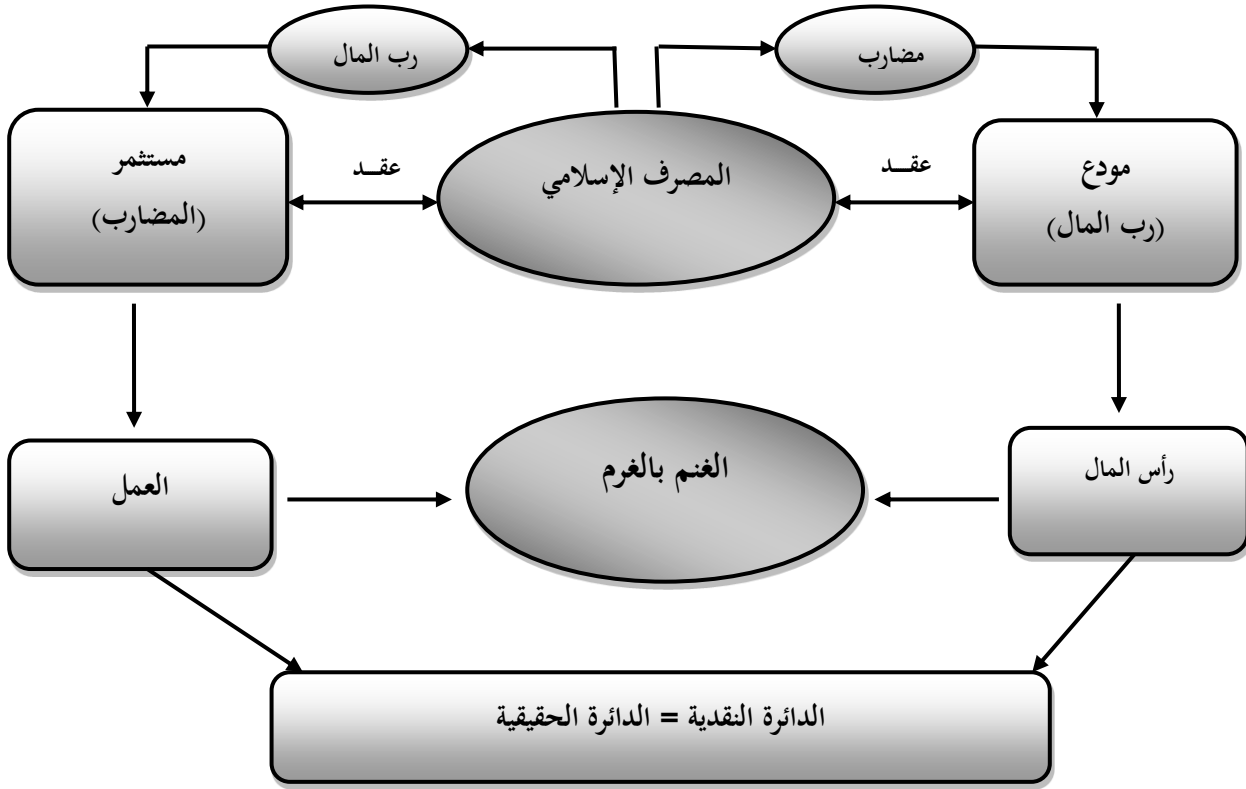 مضارب
رب المال
مودع
(رب المال)
عقــد
المصرف الإسلامي
عقــد
مستثمر
(المضارب)
رأس المال
الغنم بالغرم
العمل
الدائرة النقدية = الدائرة الحقيقية